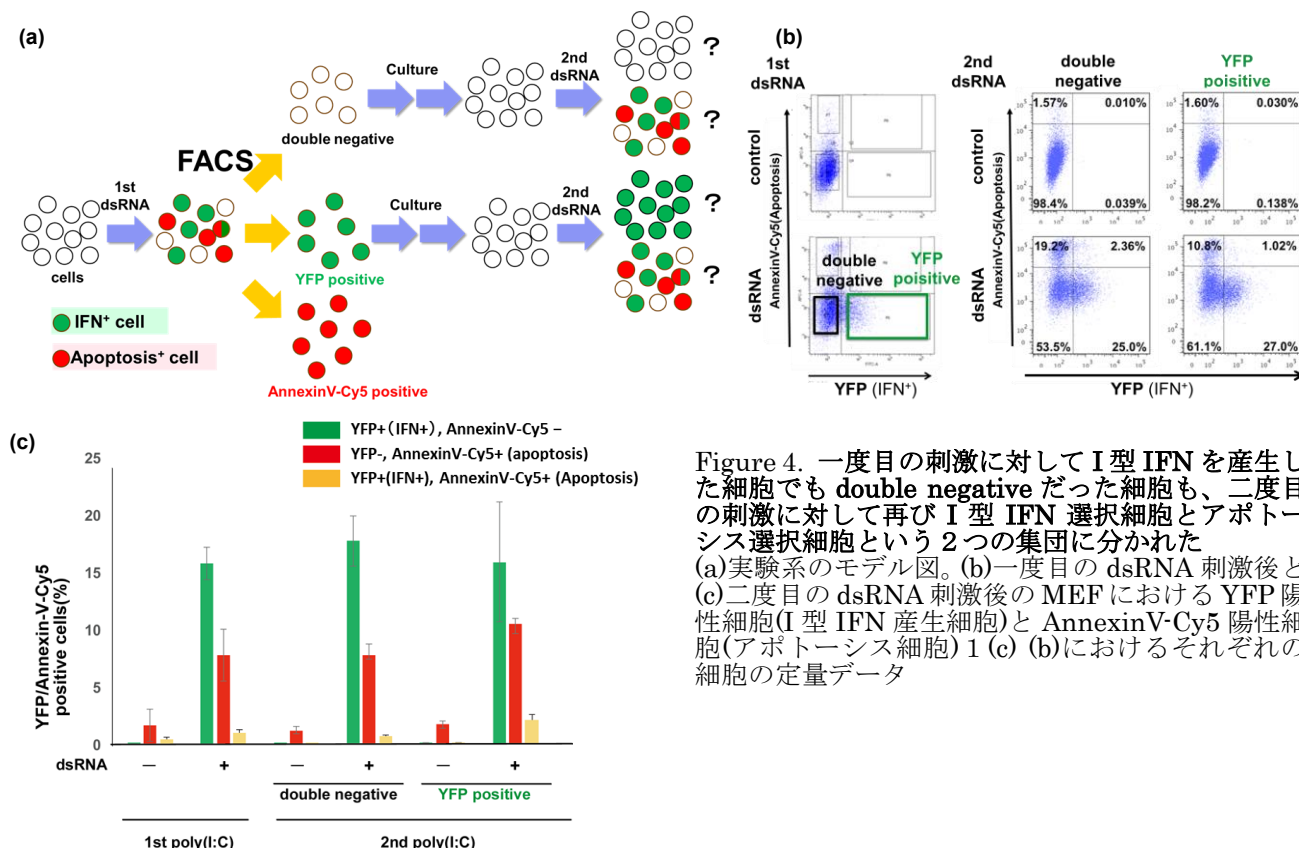 (a)
Culture
2nd
dsRNA
?
double negative
?
FACS
1st
dsRNA
cells
Culture
2nd
dsRNA
?
YFP positive
?
IFN⁺ cell
Apoptosis⁺ cell
AnnexinV-Cy5 positive
(b)
1st
dsRNA
2nd
dsRNA
double
negative
YFP
poisitive
control
AnnexinV-Cy5(Apoptosis)
dsRNA
double
negative
YFP
poisitive
YFP (IFN⁺)
control
AnnexinV-Cy5(Apoptosis)
dsRNA
1.57% 0.010%
98.4% 0.039%
1.60% 0.030%
98.2% 0.138%
19.2% 2.36%
53.5% 25.0%
10.8% 1.02%
61.1% 27.0%
YFP (IFN⁺)
(c)
YFP+(IFN+), AnnexinV-Cy5 –
YFP-, AnnexinV-Cy5+ (apoptosis)
YFP+(IFN+), AnnexinV-Cy5+ (Apoptosis)
YFP/Annexin-V-Cy5
positive cells(%)
25
20
15
10
5
0
dsRNA — + — + — +
double negative YFP positive
1st poly(I:C) 2nd poly(I:C)
Figure 4. 一度目の刺激に対して I 型 IFN を産生し
た細胞でも double negative だった細胞も、二度目
の刺激に対して再び I 型 IFN 選択細胞とアポトー
シス選択細胞という 2 つの集団に分かれた
(a)実験系のモデル図。(b)一度目の dsRNA 刺激後と
(c)二度目の dsRNA 刺激後の MEF における YFP 陽
性細胞(I 型 IFN 産生細胞)と AnnexinV-Cy5 陽性細
胞(アポトーシス細胞) 1 (c) (b)におけるそれぞれの
細胞の定量データ